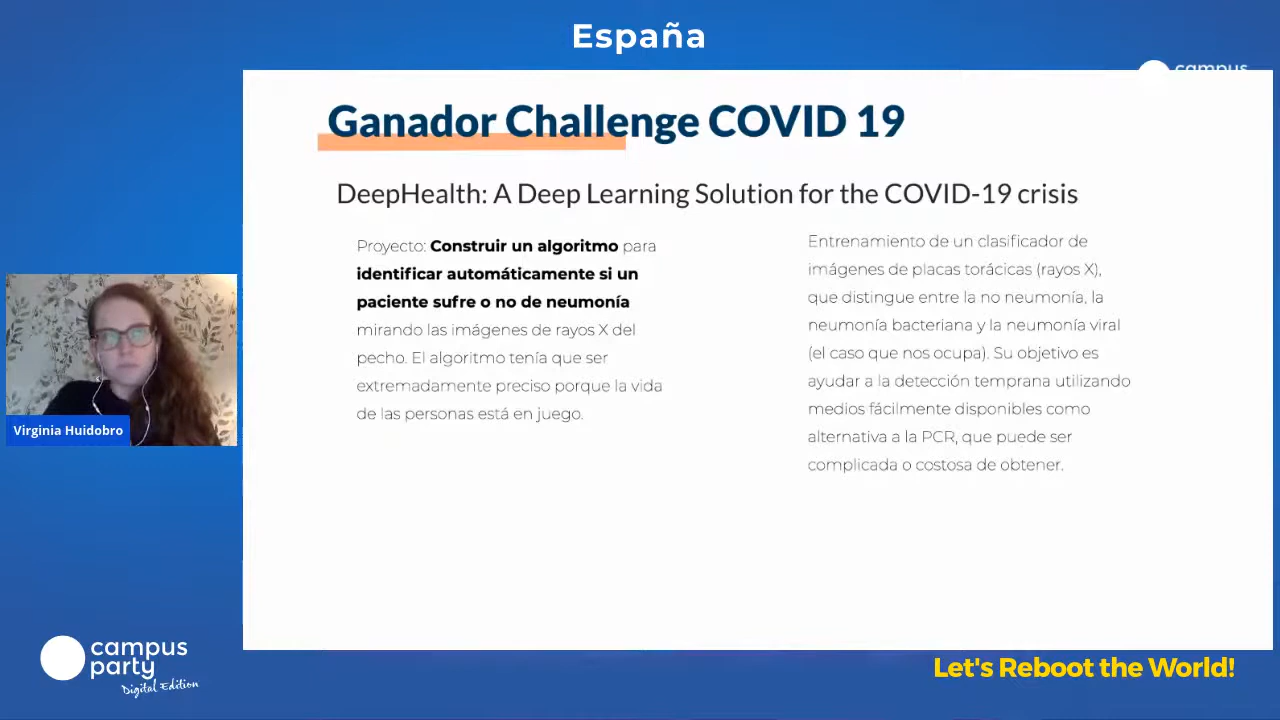 España
campus
Ganador Challenge COVID 19
DeepHealth: A Deep Learning Solution for the COVID-19 crisis
Proyecto: Construir un algoritmo para
identificar automáticamente si un
paciente sufre o no de neumonía
mirando las imágenes de rayos X del
pecho. El algoritmo tenía que ser
extremadamente preciso porque la vida
de las personas está en juego.
Entrenamiento de un clasificador de
imágenes de placas torácicas (rayos X),
que distingue entre la no neumonía, la
neumonía bacteriana y la neumonía viral
(el caso que nos ocupa). Su objetivo es
ayudar a la detección temprana utilizando
medios fácilmente disponibles como
alternativa a la PCR, que puede ser
complicada o costosa de obtener.
Virginia Huidobro
campus
party
Digital Edition
Let's Reboot the World!